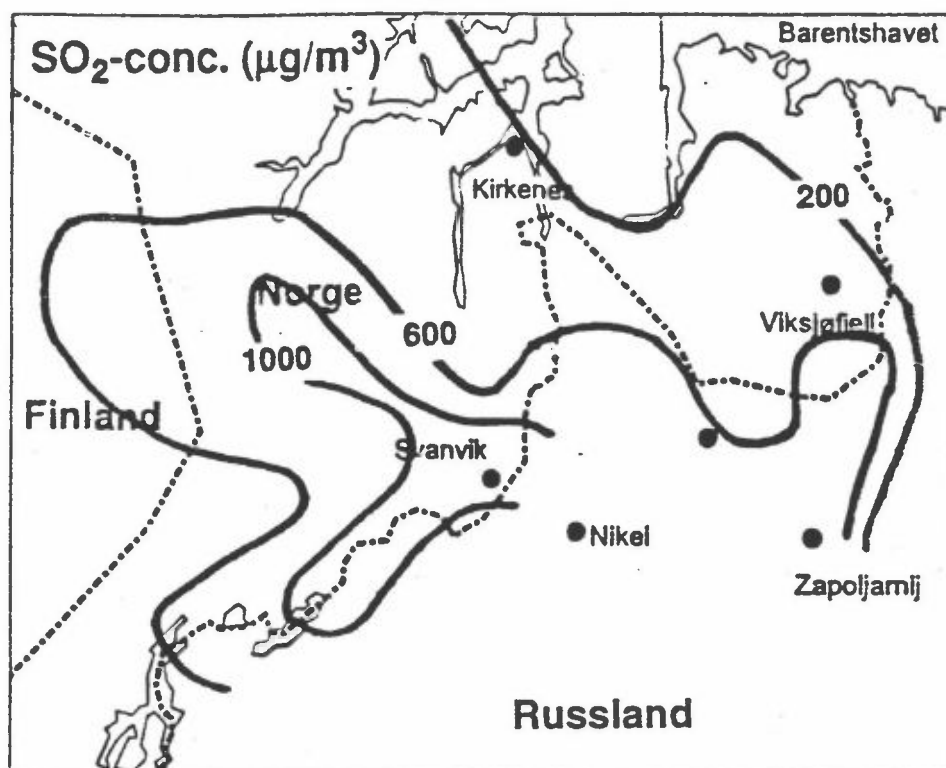 SO₂-conc. (μg/m³)
Barentshavet
Kirkenes
200
Norge
Viksjøfjell
600
1000
Finland
Svanvik
Nikel
Zapoljarnij
Russland